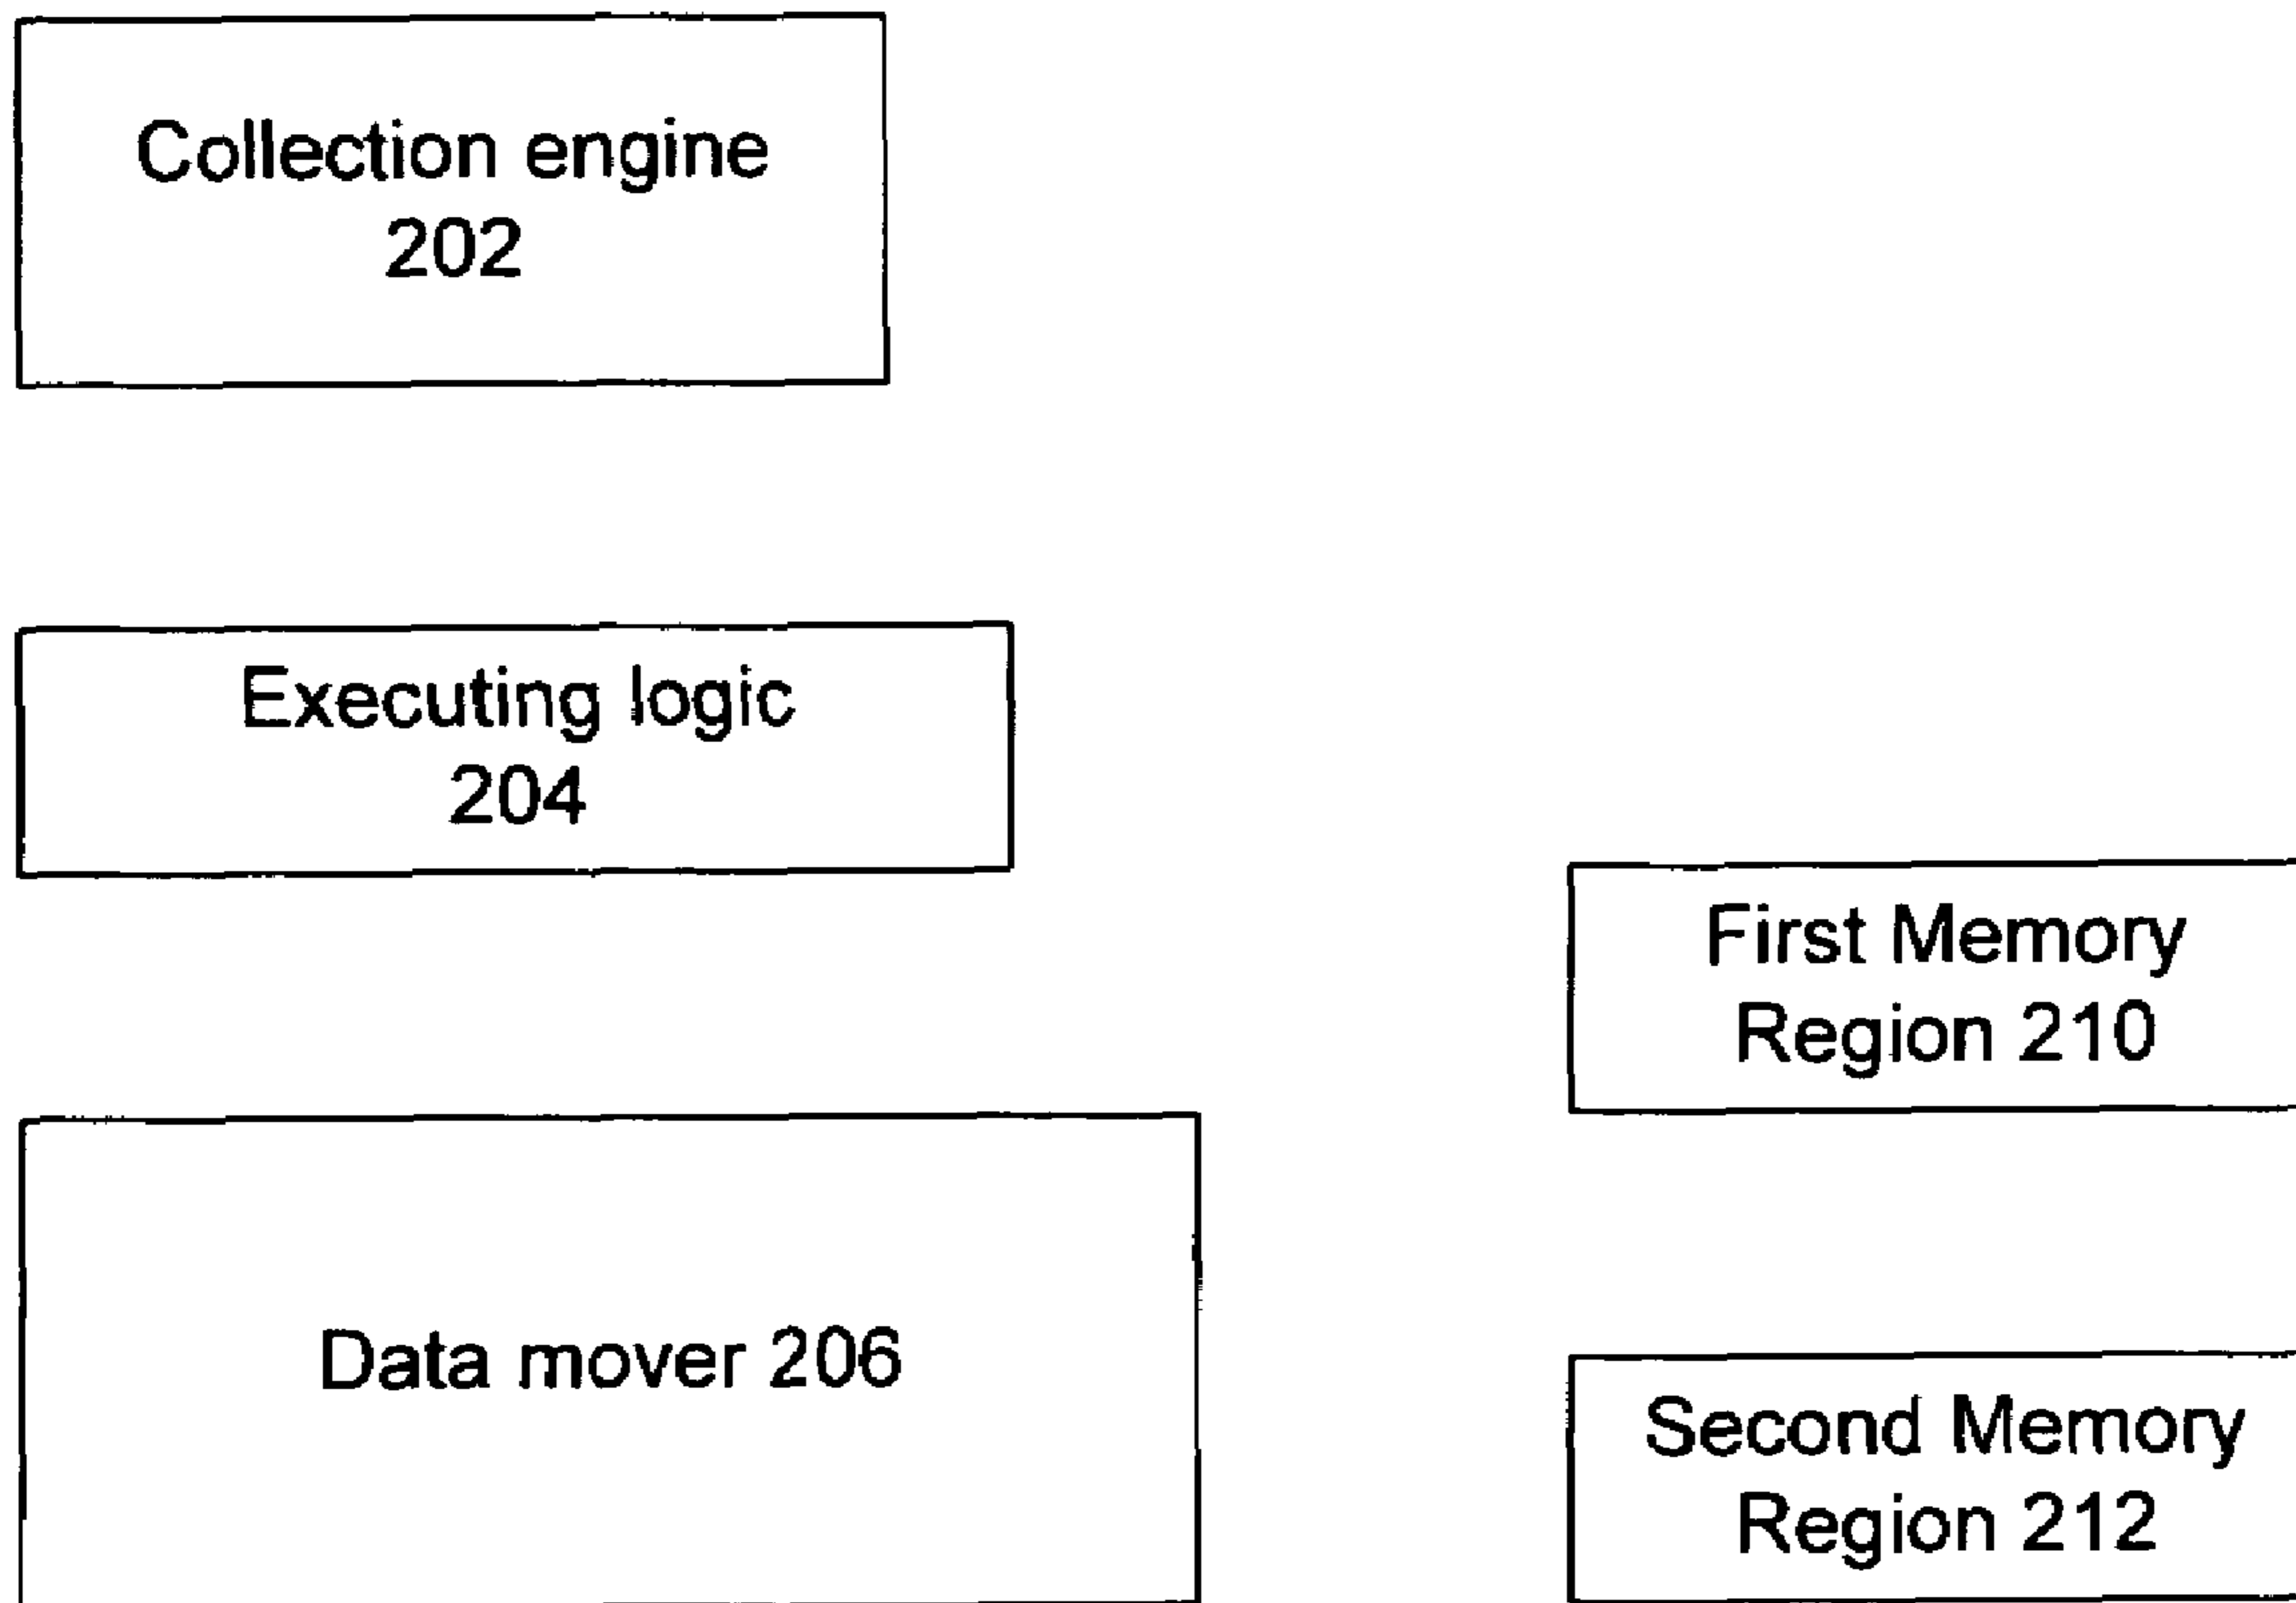 Collection engine
202
Executing logic
204
First Memory
Region 210
Data mover 206
Second Memory
Region 212